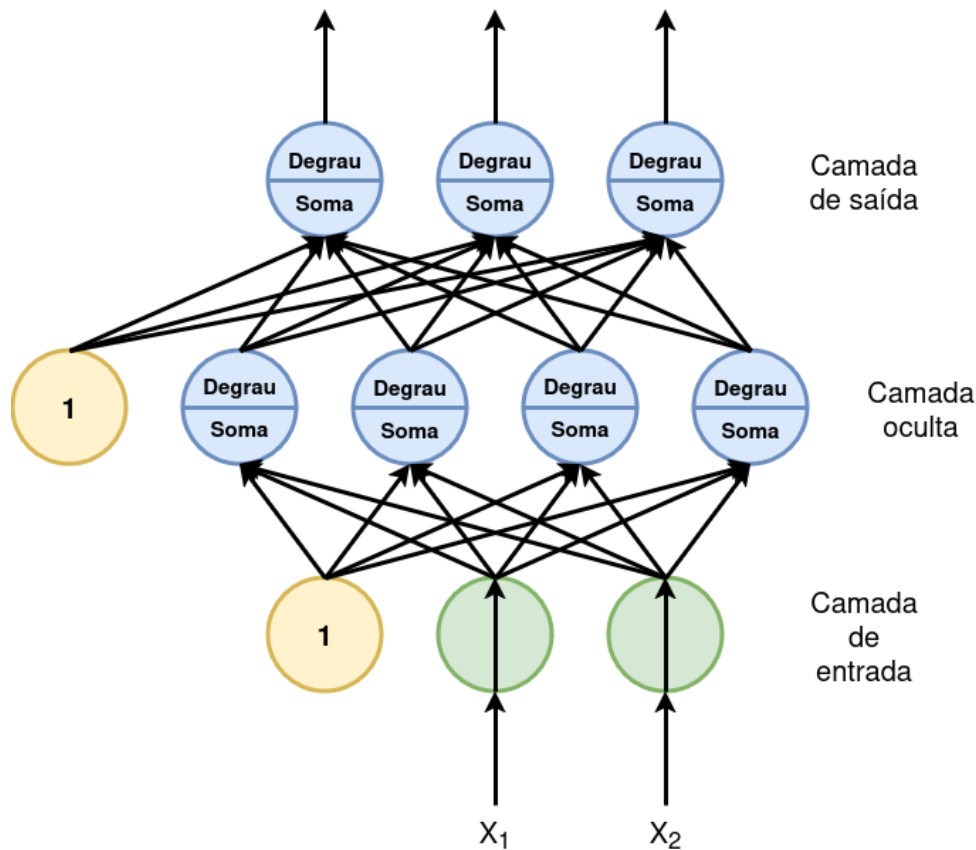 Degrau
Soma
Degrau
Soma
Degrau
Soma
Camada
de saída
1
Degrau
Soma
Degrau
Soma
Degrau
Soma
Degrau
Soma
Camada
oculta
1
Camada
de
entrada
X1
X2